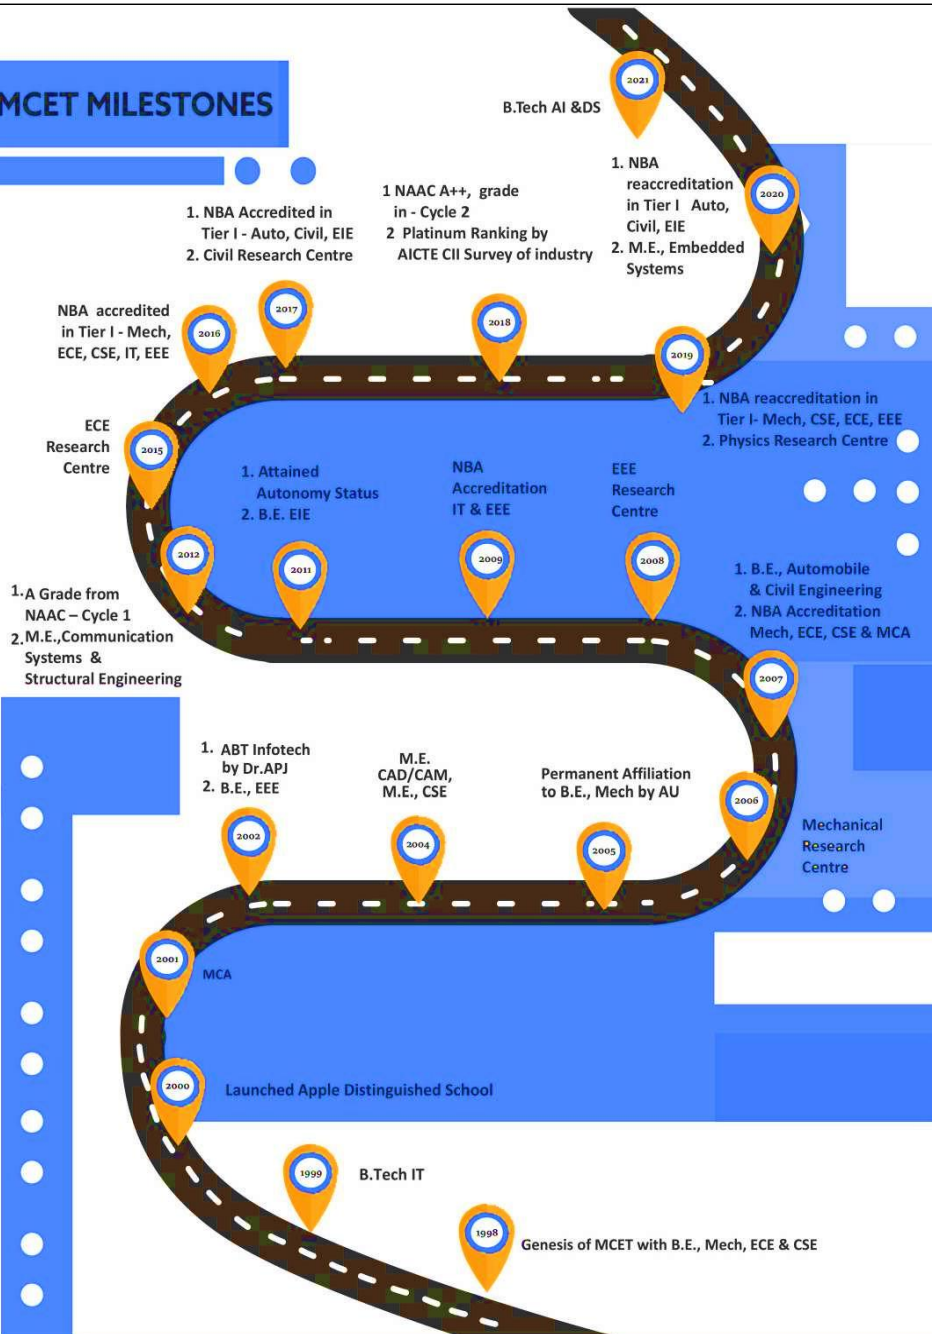 MCET MILESTONES
2021
B.Tech AI &DS
2020
1. NBA
reaccreditation
in Tier I Auto,
Civil, EIE
2. M.E., Embedded
Systems
1 NAAC A++, grade
in - Cycle 2
2 Platinum Ranking by
AICTE CII Survey of industry
1. NBA Accredited in
Tier I - Auto, Civil, EIE
2. Civil Research Centre
NBA accredited
in Tier I - Mech,
ECE, CSE, IT, EEE
2016
2017
2018
2019
1. NBA reaccreditation in
Tier I- Mech, CSE, ECE, EEE
2. Physics Research Centre
ECE
Research
Centre
2015
1. Attained
Autonomy Status
2. B.E. EIE
NBA
Accreditation
IT & EEE
EEE
Research
Centre
2012
2011
2009
2008
1. B.E., Automobile
& Civil Engineering
2. NBA Accreditation
Mech, ECE, CSE & MCA
1. A Grade from
NAAC – Cycle 1
2. M.E.,Communication
Systems &
Structural Engineering
2007
1. ABT Infotech
by Dr.APJ
2. B.E., EEE
M.E.
CAD/CAM,
M.E., CSE
Permanent Affiliation
to B.E., Mech by AU
2006
Mechanical
Research
Centre
2002
2004
2005
2001
MCA
2000
Launched Apple Distinguished School
1999
B.Tech IT
1998
Genesis of MCET with B.E., Mech, ECE & CSE